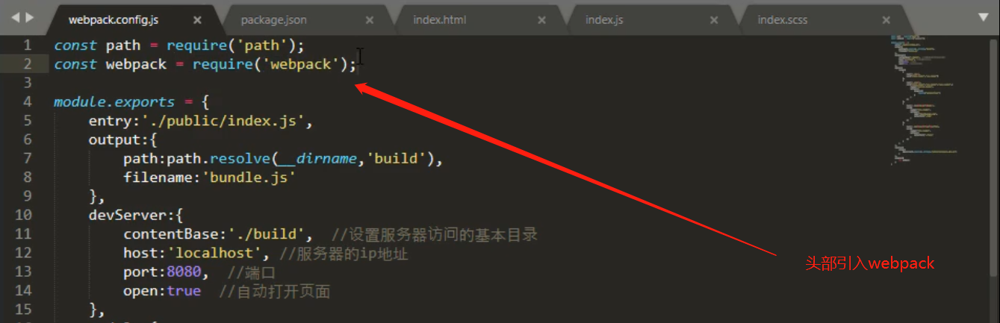 webpack.config.js × package.json × index.html × index.js × index.scss ×
1 const path = require('path');
2 const webpack = require('webpack');
3
4 module.exports = {
5 entry:'./public/index.js',
6 output:{
7 path:path.resolve(__dirname,'build'),
8 filename:'bundle.js'
9 },
10 devServer:{
11 contentBase:'./build', //设置服务器访问的基本目录
12 host:'localhost', //服务器的ip地址
13 port:8080, //端口
14 open:true //自动打开页面
15 },
头部引入webpack